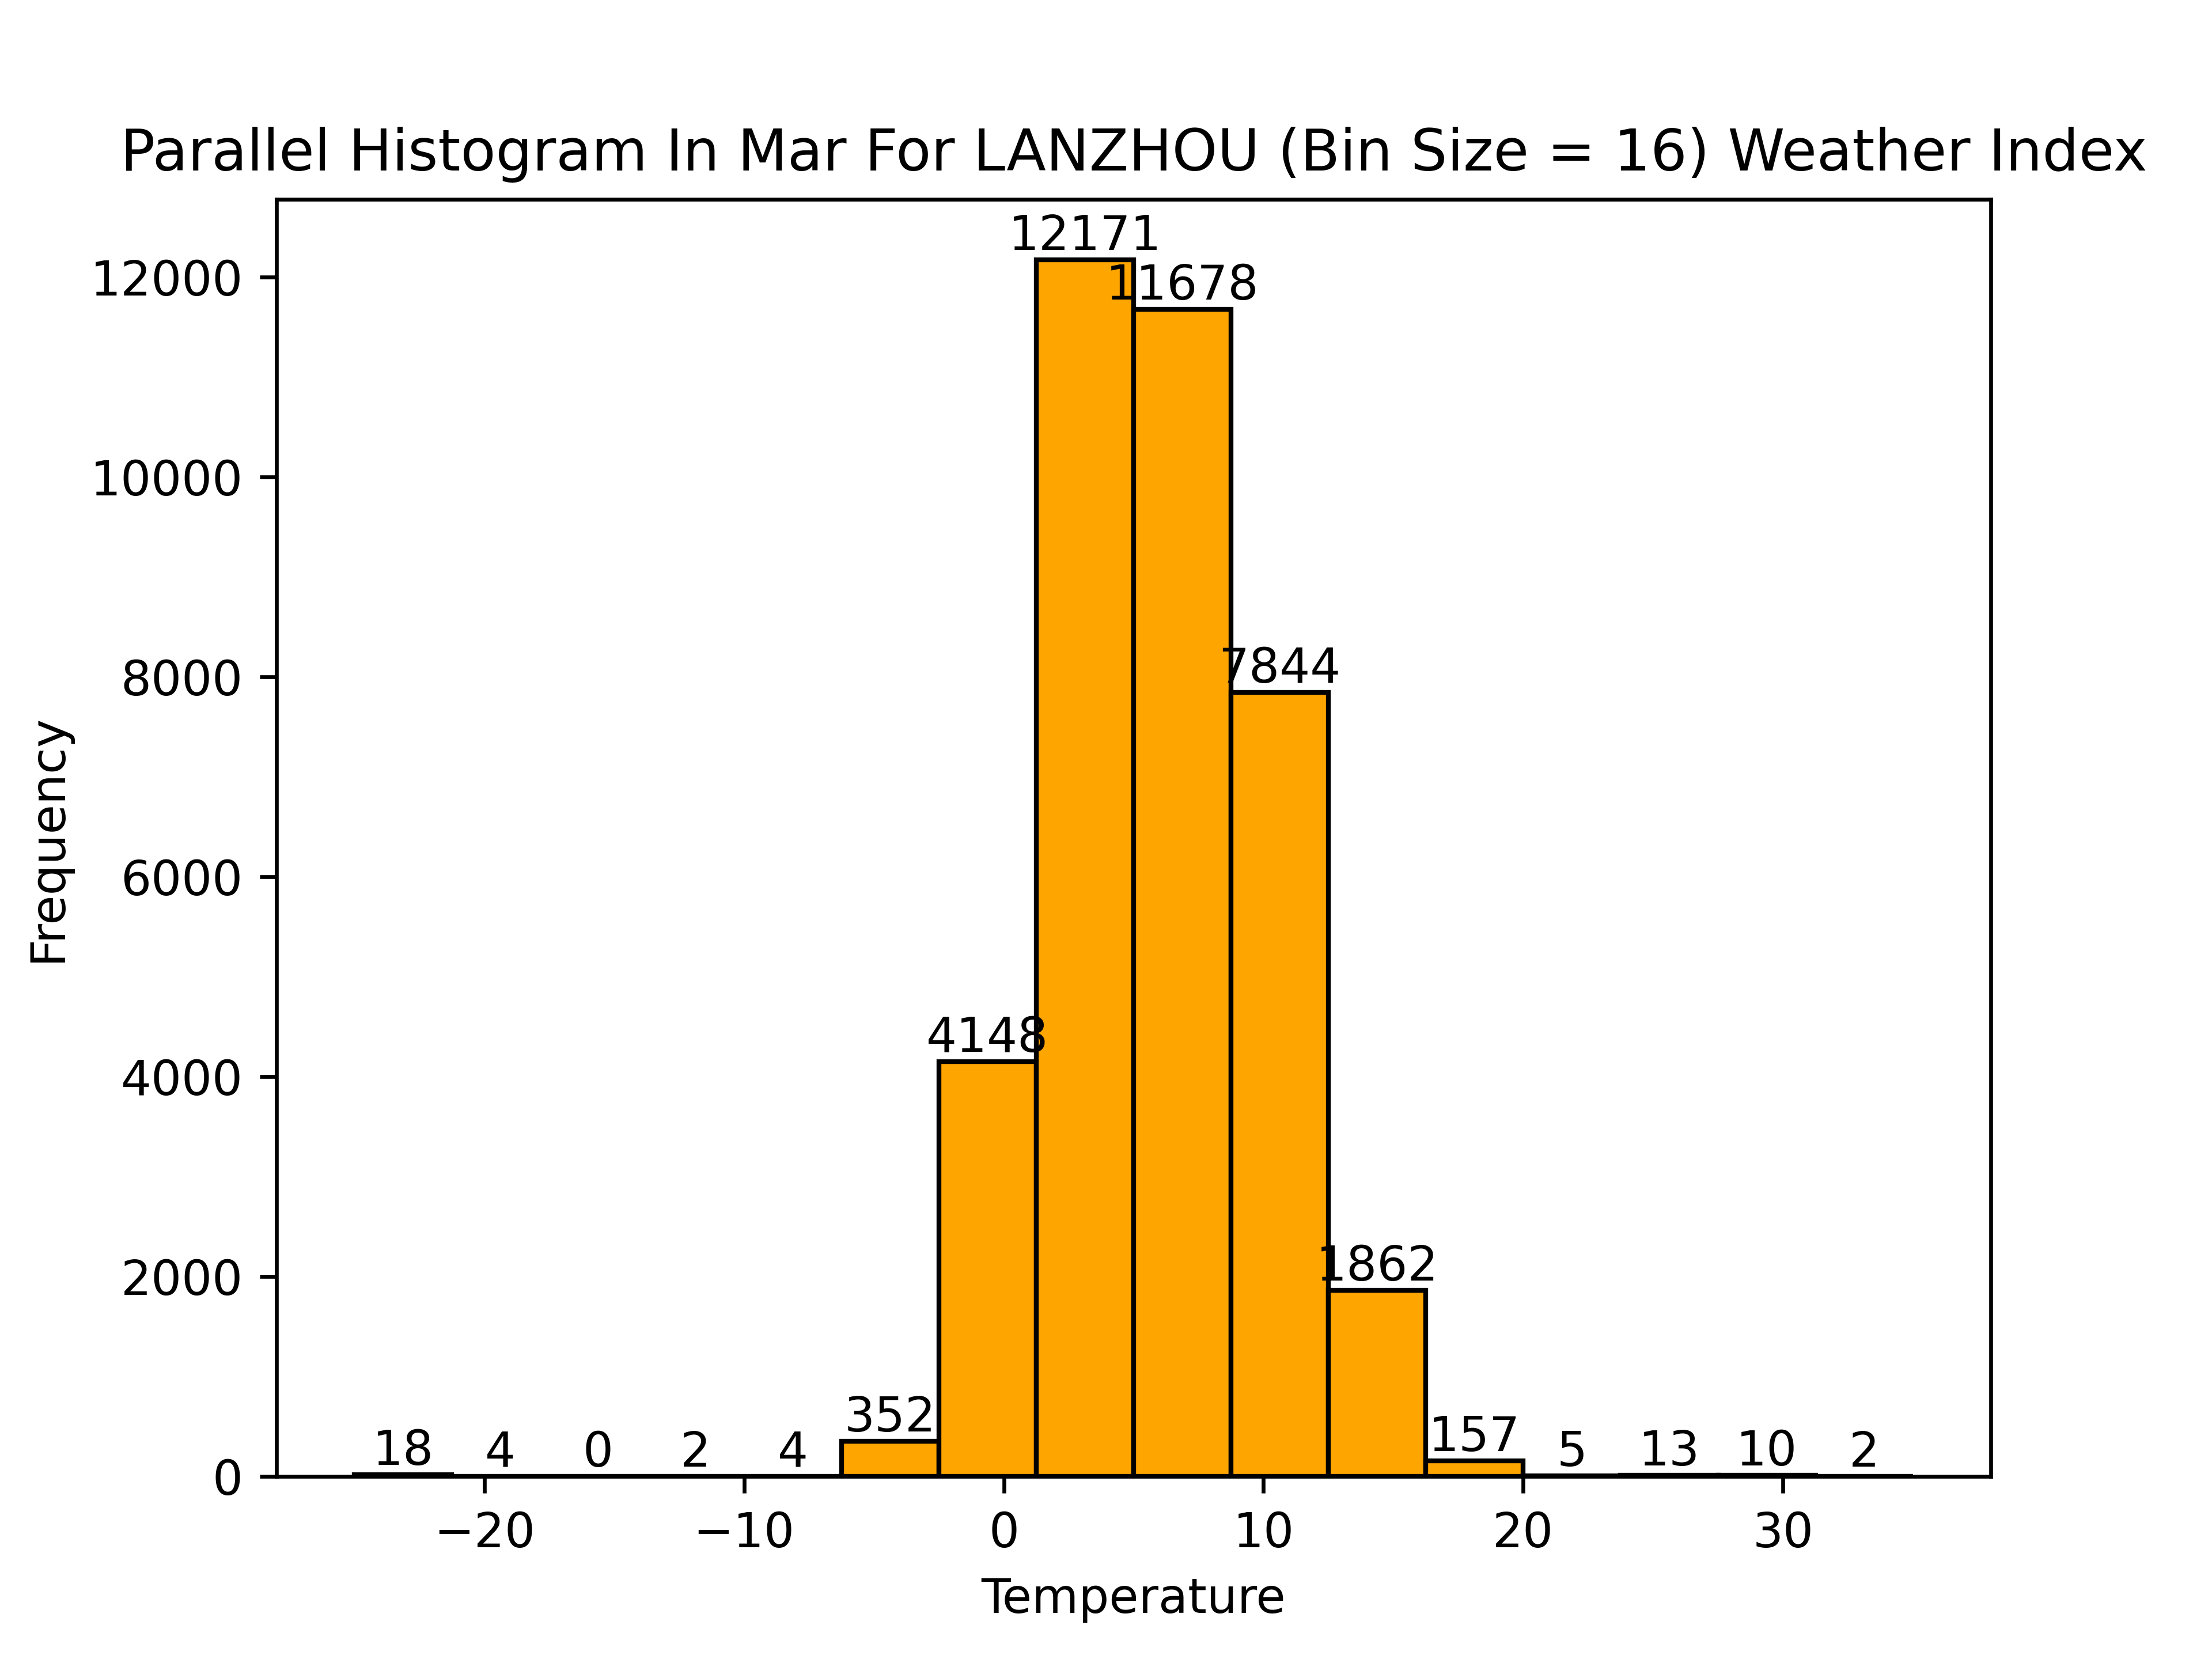 Parallel Histogram In Mar For LANZHOU (Bin Size = 16) Weather Index
12171
12000
11678
10000
8000
7844
Frequency
6000
4148
4000
2000
1862
352
157
18 4 0 2 4 5 13 10 2
0
−20 −10 0 10 20 30
Temperature